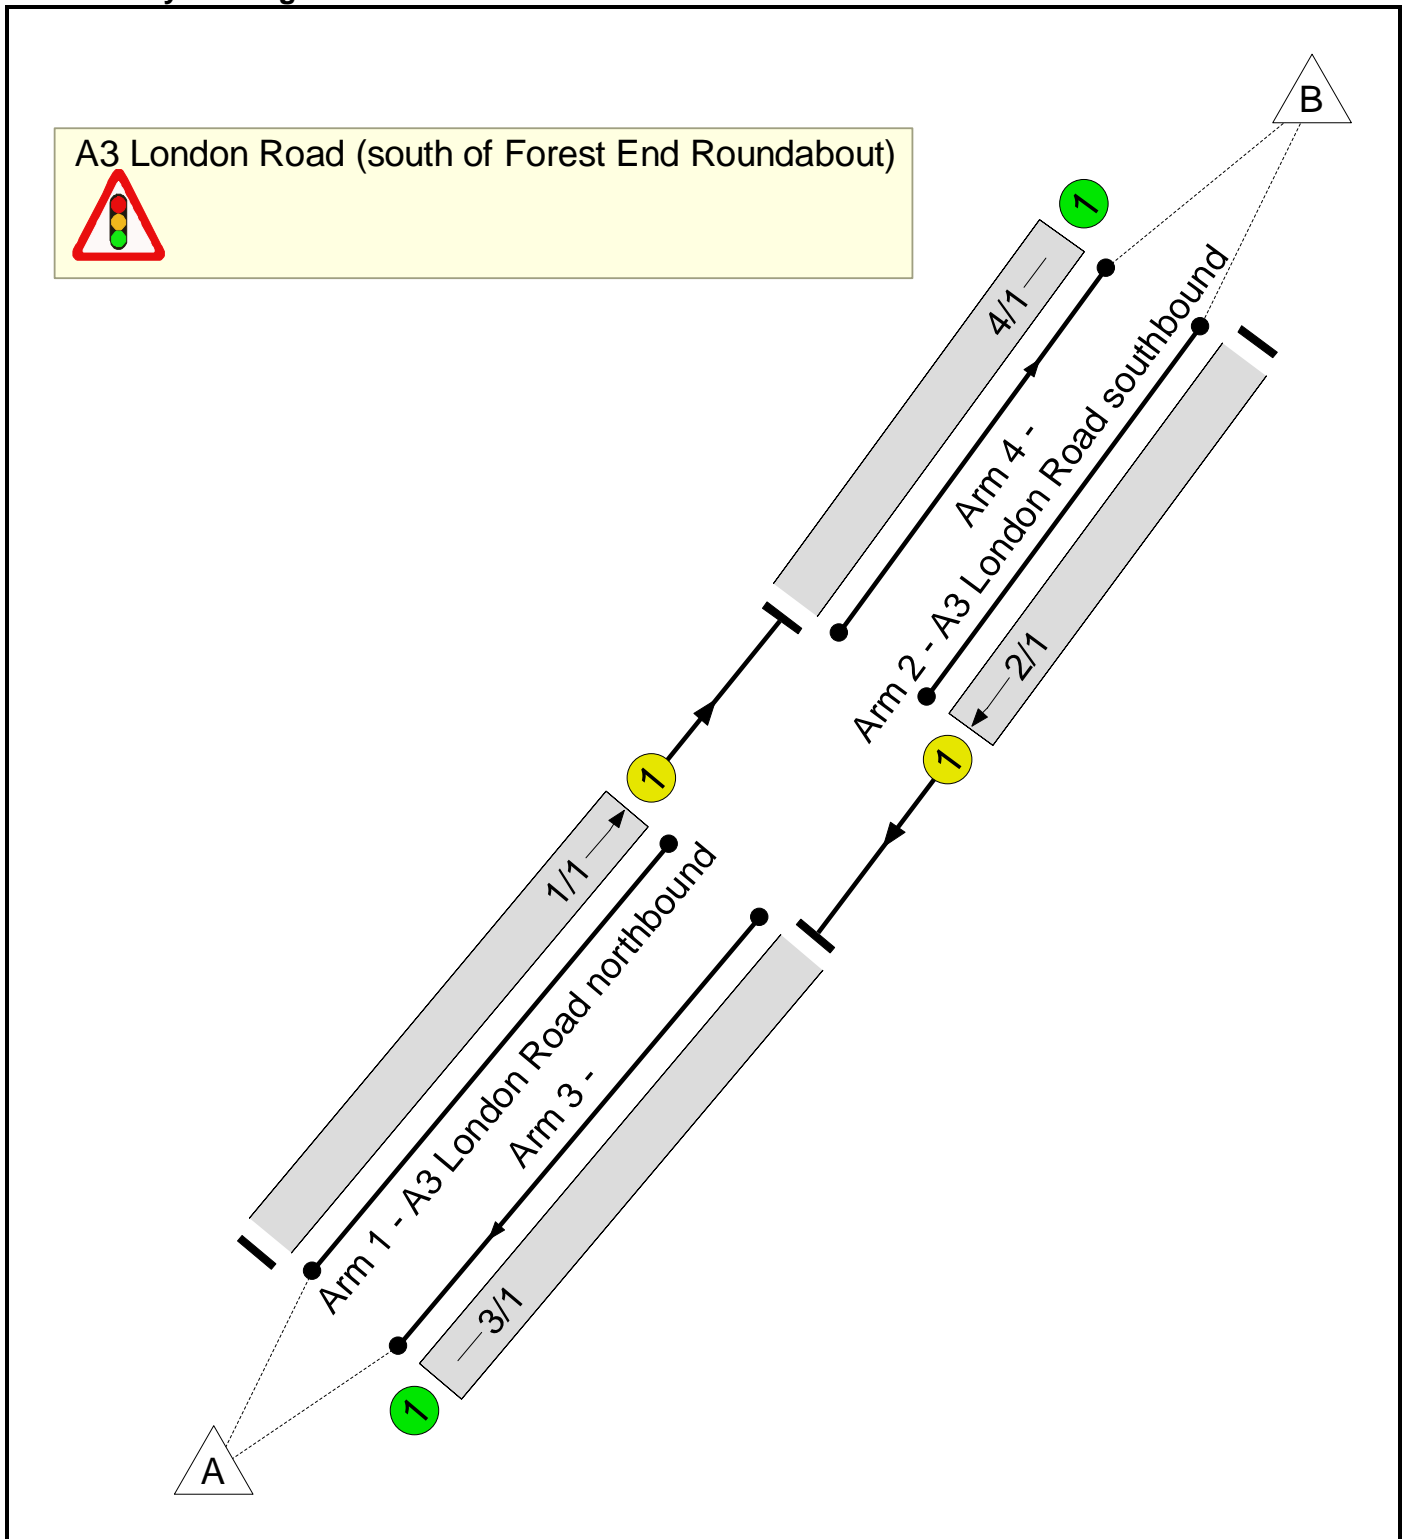 A3 London Road (south of Forest End Roundabout)
B
1
4/1
Arm 4 -
Arm 2 - A3 London Road southbound
2/1
1
1
1/1
Arm 1 - A3 London Road northbound
Arm 3 -
3/1
1
A